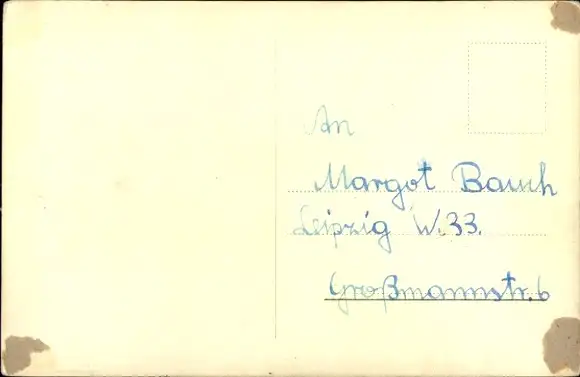 An
Margot Bauch
Leipzig W.33.
Großmannstr. 6